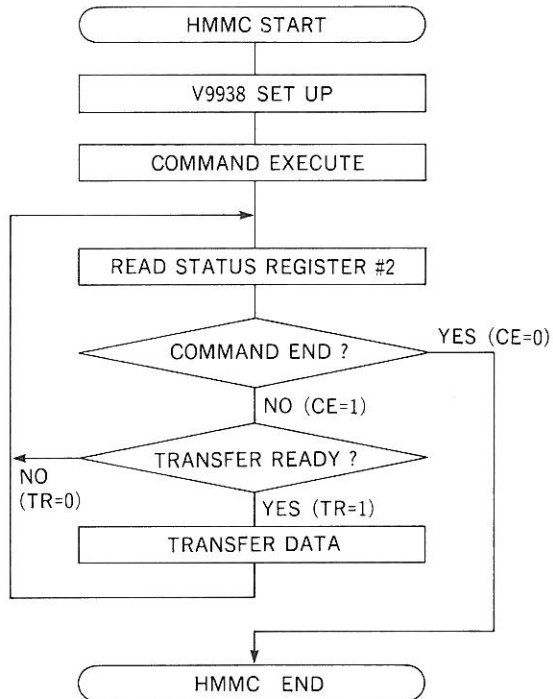 HMMC START
V9938 SET UP
COMMAND EXECUTE
READ STATUS REGISTER #2
COMMAND END ?
YES (CE=0)
NO (CE=1)
TRANSFER READY ?
NO
(TR=0)
YES (TR=1)
TRANSFER DATA
HMMC END